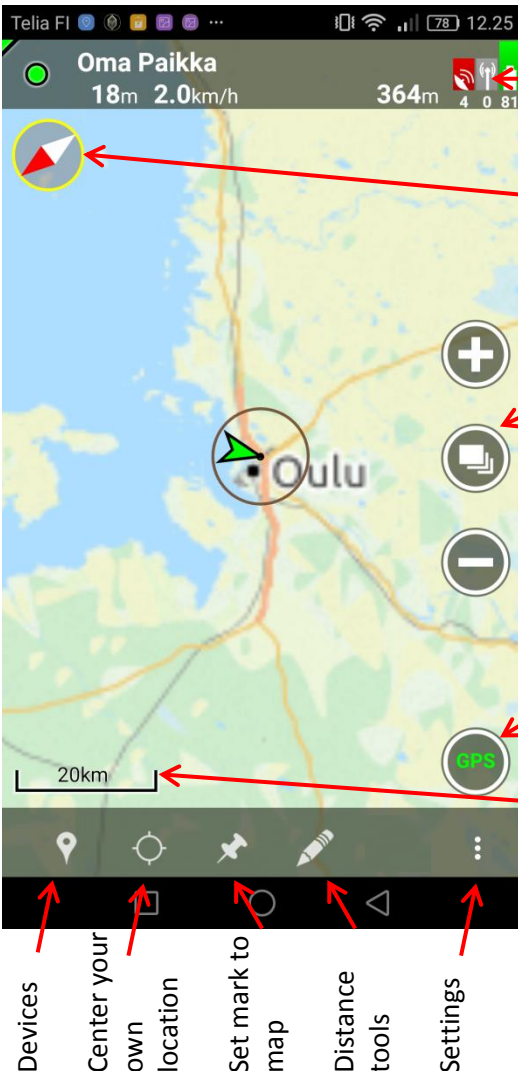 Telia FI ... 78 12.25
Oma Paikka
18m 2.0km/h 364m
4 0 81
Oulu
GPS
20km
Devices
Center your
own
location
Set mark to
map
Distance
tools
Settings